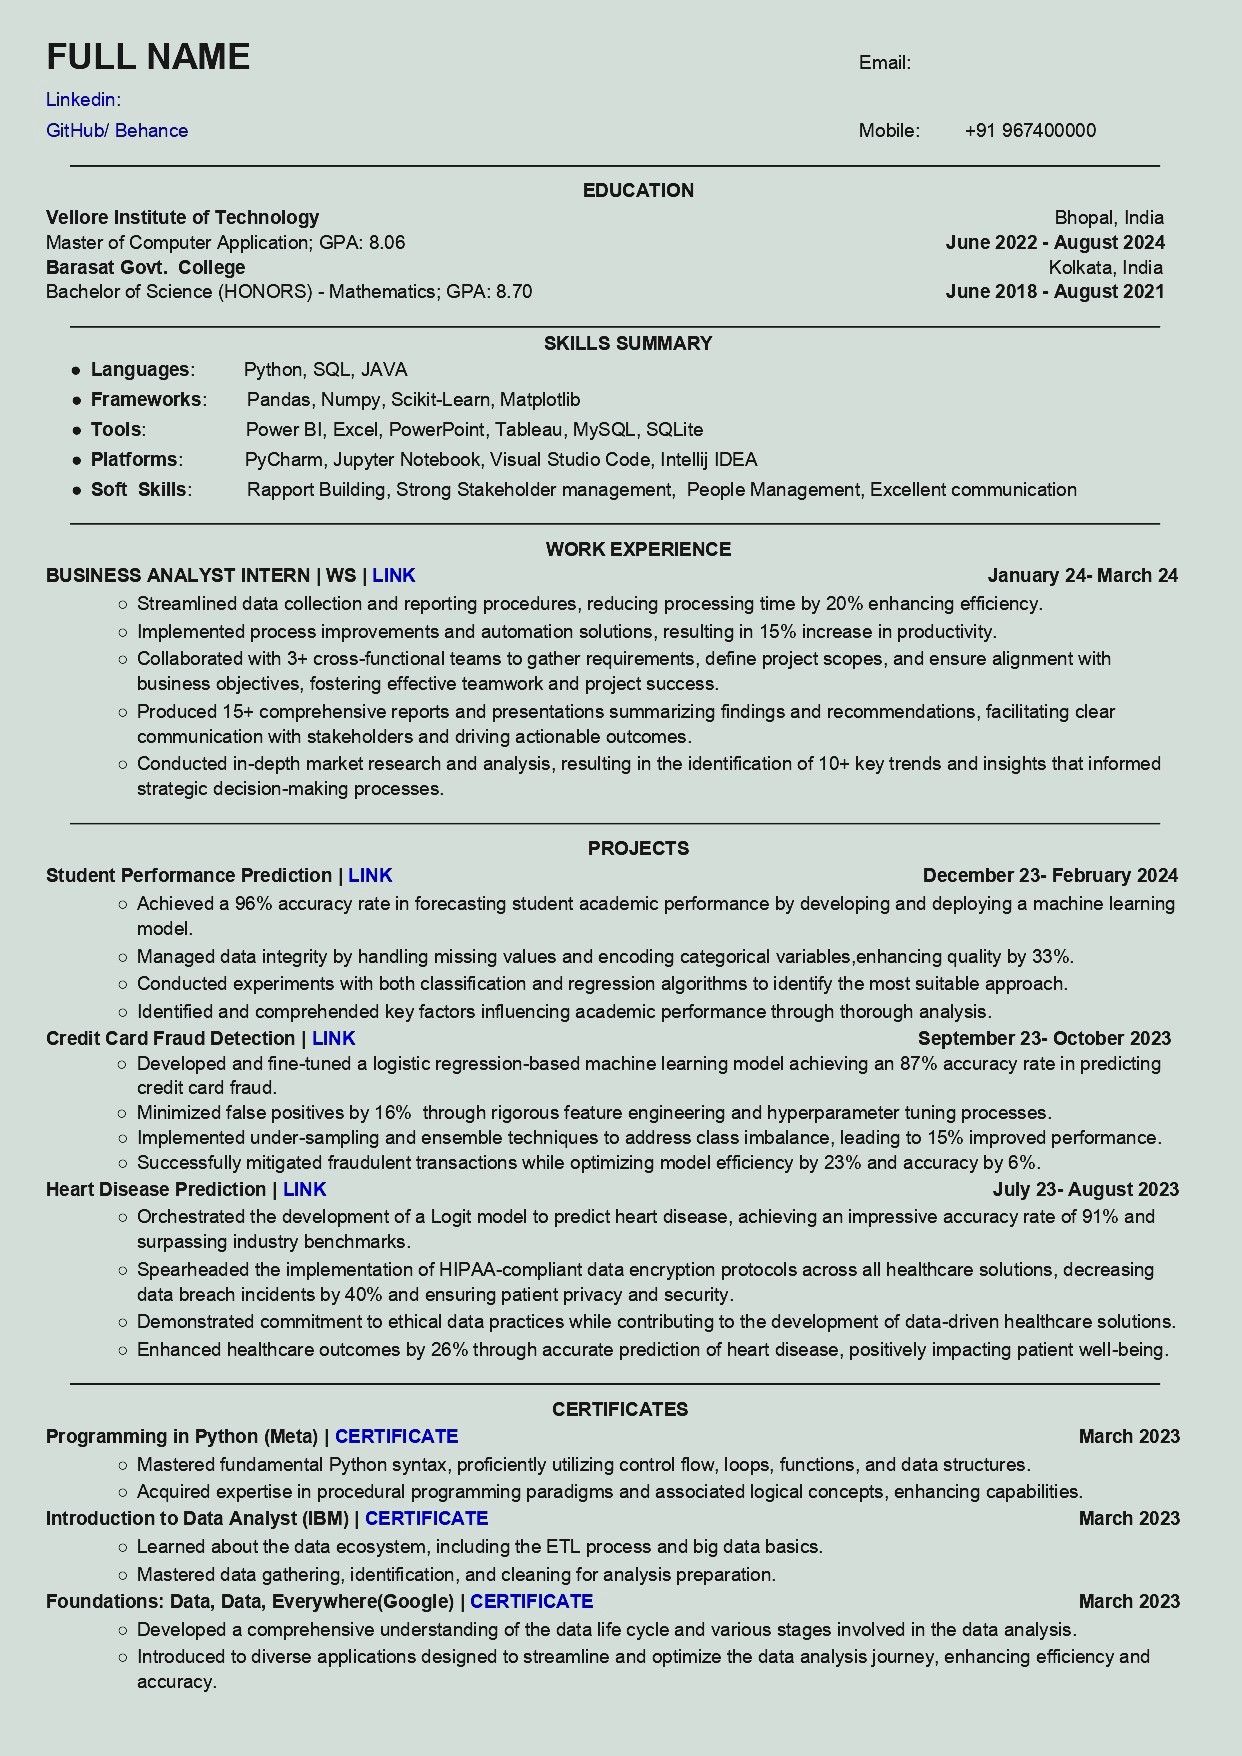 FULL NAME
Email:
Linkedin:
GitHub/ Behance
Mobile: +91 967400000
EDUCATION
Vellore Institute of Technology Bhopal, India
Master of Computer Application; GPA: 8.06 June 2022 - August 2024
Barasat Govt. College Kolkata, India
Bachelor of Science (HONORS) - Mathematics; GPA: 8.70 June 2018 - August 2021
SKILLS SUMMARY
● Languages: Python, SQL, JAVA
● Frameworks: Pandas, Numpy, Scikit-Learn, Matplotlib
● Tools: Power BI, Excel, PowerPoint, Tableau, MySQL, SQLite
● Platforms: PyCharm, Jupyter Notebook, Visual Studio Code, Intellij IDEA
● Soft Skills: Rapport Building, Strong Stakeholder management, People Management, Excellent communication
WORK EXPERIENCE
BUSINESS ANALYST INTERN | WS | LINK January 24- March 24
○ Streamlined data collection and reporting procedures, reducing processing time by 20% enhancing efficiency.
○ Implemented process improvements and automation solutions, resulting in 15% increase in productivity.
○ Collaborated with 3+ cross-functional teams to gather requirements, define project scopes, and ensure alignment with
business objectives, fostering effective teamwork and project success.
○ Produced 15+ comprehensive reports and presentations summarizing findings and recommendations, facilitating clear
communication with stakeholders and driving actionable outcomes.
○ Conducted in-depth market research and analysis, resulting in the identification of 10+ key trends and insights that informed
strategic decision-making processes.
PROJECTS
Student Performance Prediction | LINK December 23- February 2024
○ Achieved a 96% accuracy rate in forecasting student academic performance by developing and deploying a machine learning
model.
○ Managed data integrity by handling missing values and encoding categorical variables,enhancing quality by 33%.
○ Conducted experiments with both classification and regression algorithms to identify the most suitable approach.
○ Identified and comprehended key factors influencing academic performance through thorough analysis.
Credit Card Fraud Detection | LINK September 23- October 2023
○ Developed and fine-tuned a logistic regression-based machine learning model achieving an 87% accuracy rate in predicting
credit card fraud.
○ Minimized false positives by 16% through rigorous feature engineering and hyperparameter tuning processes.
○ Implemented under-sampling and ensemble techniques to address class imbalance, leading to 15% improved performance.
○ Successfully mitigated fraudulent transactions while optimizing model efficiency by 23% and accuracy by 6%.
Heart Disease Prediction | LINK July 23- August 2023
○ Orchestrated the development of a Logit model to predict heart disease, achieving an impressive accuracy rate of 91% and
surpassing industry benchmarks.
○ Spearheaded the implementation of HIPAA-compliant data encryption protocols across all healthcare solutions, decreasing
data breach incidents by 40% and ensuring patient privacy and security.
○ Demonstrated commitment to ethical data practices while contributing to the development of data-driven healthcare solutions.
○ Enhanced healthcare outcomes by 26% through accurate prediction of heart disease, positively impacting patient well-being.
CERTIFICATES
Programming in Python (Meta) | CERTIFICATE March 2023
○ Mastered fundamental Python syntax, proficiently utilizing control flow, loops, functions, and data structures.
○ Acquired expertise in procedural programming paradigms and associated logical concepts, enhancing capabilities.
Introduction to Data Analyst (IBM) | CERTIFICATE March 2023
○ Learned about the data ecosystem, including the ETL process and big data basics.
○ Mastered data gathering, identification, and cleaning for analysis preparation.
Foundations: Data, Data, Everywhere(Google) | CERTIFICATE March 2023
○ Developed a comprehensive understanding of the data life cycle and various stages involved in the data analysis.
○ Introduced to diverse applications designed to streamline and optimize the data analysis journey, enhancing efficiency and
accuracy.